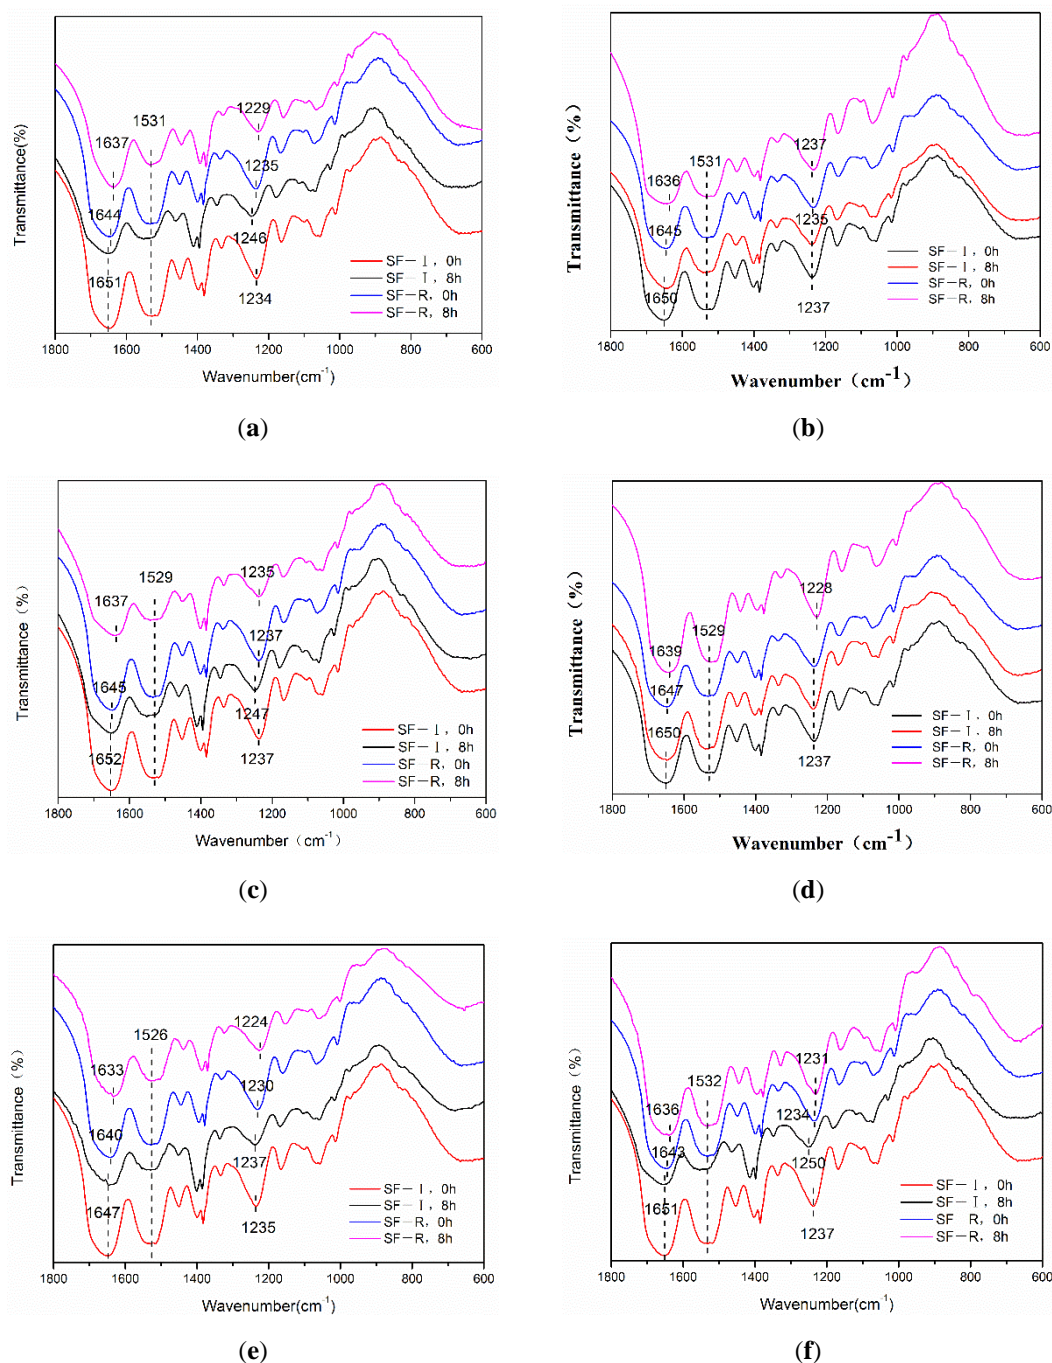 1531
1229
1637
1235
1644
1246
1651
1234
SF-I, 0h
SF-I, 8h
SF-R, 0h
SF-R, 8h
Transmittance(%)
1800 1600 1400 1200 1000 800 600
Wavenumber(cm-1)
(a)
1237
1531
1636
1235
1645
1650
1237
SF-I, 0h
SF-I, 8h
SF-R, 0h
SF-R, 8h
Transmittance (%)
1800 1600 1400 1200 1000 800 600
Wavenumber (cm-1)
(b)
1529
1235
1637
1237
1645
1247
1652
1237
SF-I, 0h
SF-I, 8h
SF-R, 0h
SF-R, 8h
Transmittance (%)
1800 1600 1400 1200 1000 800 600
Wavenumber (cm-1)
(c)
1228
1529
1639
1647
1650
1237
SF-I, 0h
SF-I, 8h
SF-R, 0h
SF-R, 8h
Transmittance (%)
1800 1600 1400 1200 1000 800 600
Wavenumber (cm-1)
(d)
1526
1224
1633
1230
1640
1237
1647
1235
SF-I, 0h
SF-I, 8h
SF-R, 0h
SF-R, 8h
Transmittance (%)
1800 1600 1400 1200 1000 800 600
Wavenumber(cm-1)
(e)
1231
1532
1636
1234
1643
1250
1651
1237
SF-I, 0h
SF-I, 8h
SF-R, 0h
SF-R, 8h
Transmittance (%)
1800 1600 1400 1200 1000 800 600
Wavenumber(cm-1)
(f)